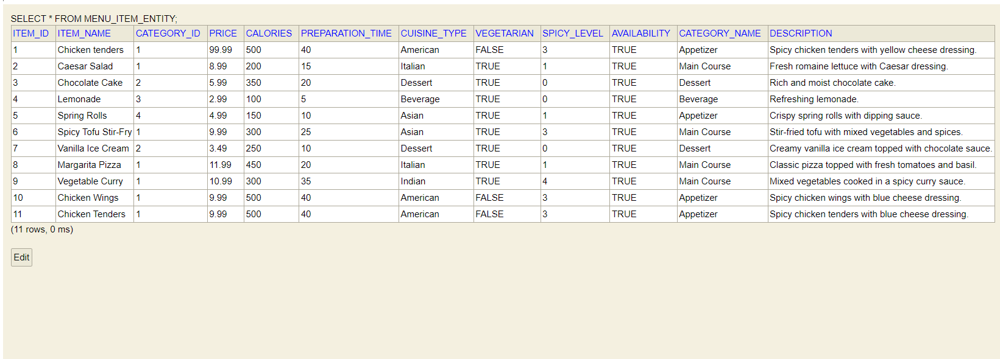 SELECT * FROM MENU_ITEM_ENTITY;
ITEM_ID ITEM_NAME CATEGORY_ID PRICE CALORIES PREPARATION_TIME CUISINE_TYPE VEGETARIAN SPICY_LEVEL AVAILABILITY CATEGORY_NAME DESCRIPTION
1 Chicken tenders 1 99.99 500 40 American FALSE 3 TRUE Appetizer Spicy chicken tenders with yellow cheese dressing.
2 Caesar Salad 1 8.99 200 15 Italian TRUE 1 TRUE Main Course Fresh romaine lettuce with Caesar dressing.
3 Chocolate Cake 2 5.99 350 20 Dessert TRUE 0 TRUE Dessert Rich and moist chocolate cake.
4 Lemonade 3 2.99 100 5 Beverage TRUE 0 TRUE Beverage Refreshing lemonade.
5 Spring Rolls 4 4.99 150 10 Asian TRUE 1 TRUE Appetizer Crispy spring rolls with dipping sauce.
6 Spicy Tofu Stir-Fry 1 9.99 300 25 Asian TRUE 3 TRUE Main Course Stir-fried tofu with mixed vegetables and spices.
7 Vanilla Ice Cream 2 3.49 250 10 Dessert TRUE 0 TRUE Dessert Creamy vanilla ice cream topped with chocolate sauce.
8 Margarita Pizza 1 11.99 450 20 Italian TRUE 1 TRUE Main Course Classic pizza topped with fresh tomatoes and basil.
9 Vegetable Curry 1 10.99 300 35 Indian TRUE 4 TRUE Main Course Mixed vegetables cooked in a spicy curry sauce.
10 Chicken Wings 1 9.99 500 40 American FALSE 3 TRUE Appetizer Spicy chicken wings with blue cheese dressing.
11 Chicken Tenders 1 9.99 500 40 American FALSE 3 TRUE Appetizer Spicy chicken tenders with blue cheese dressing.
(11 rows, 0 ms)
Edit